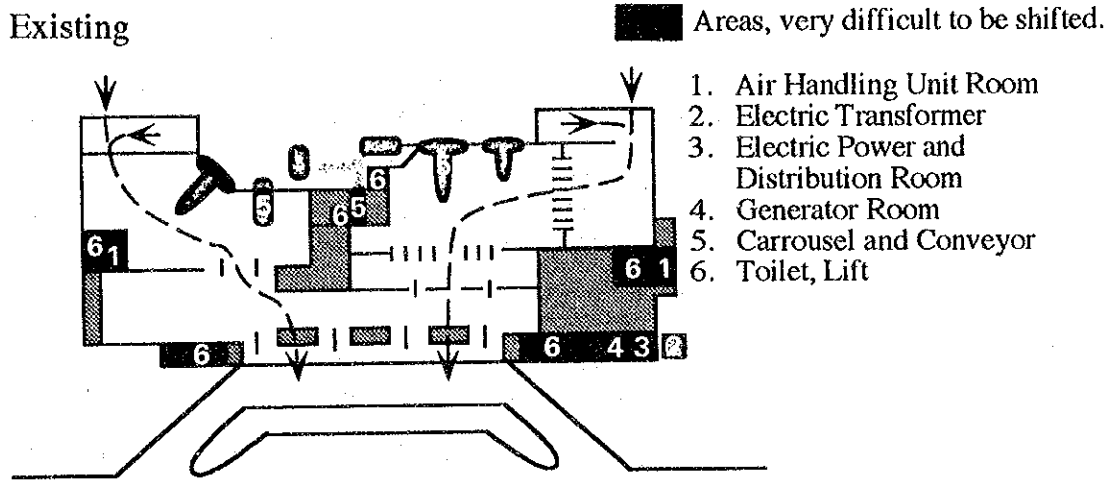 Existing
Areas, very difficult to be shifted.
1. Air Handling Unit Room
2. Electric Transformer
3. Electric Power and
Distribution Room
4. Generator Room
5. Carrousel and Conveyor
6. Toilet, Lift
6
5
6 5
6 1
6 1
6
6 4 3 2